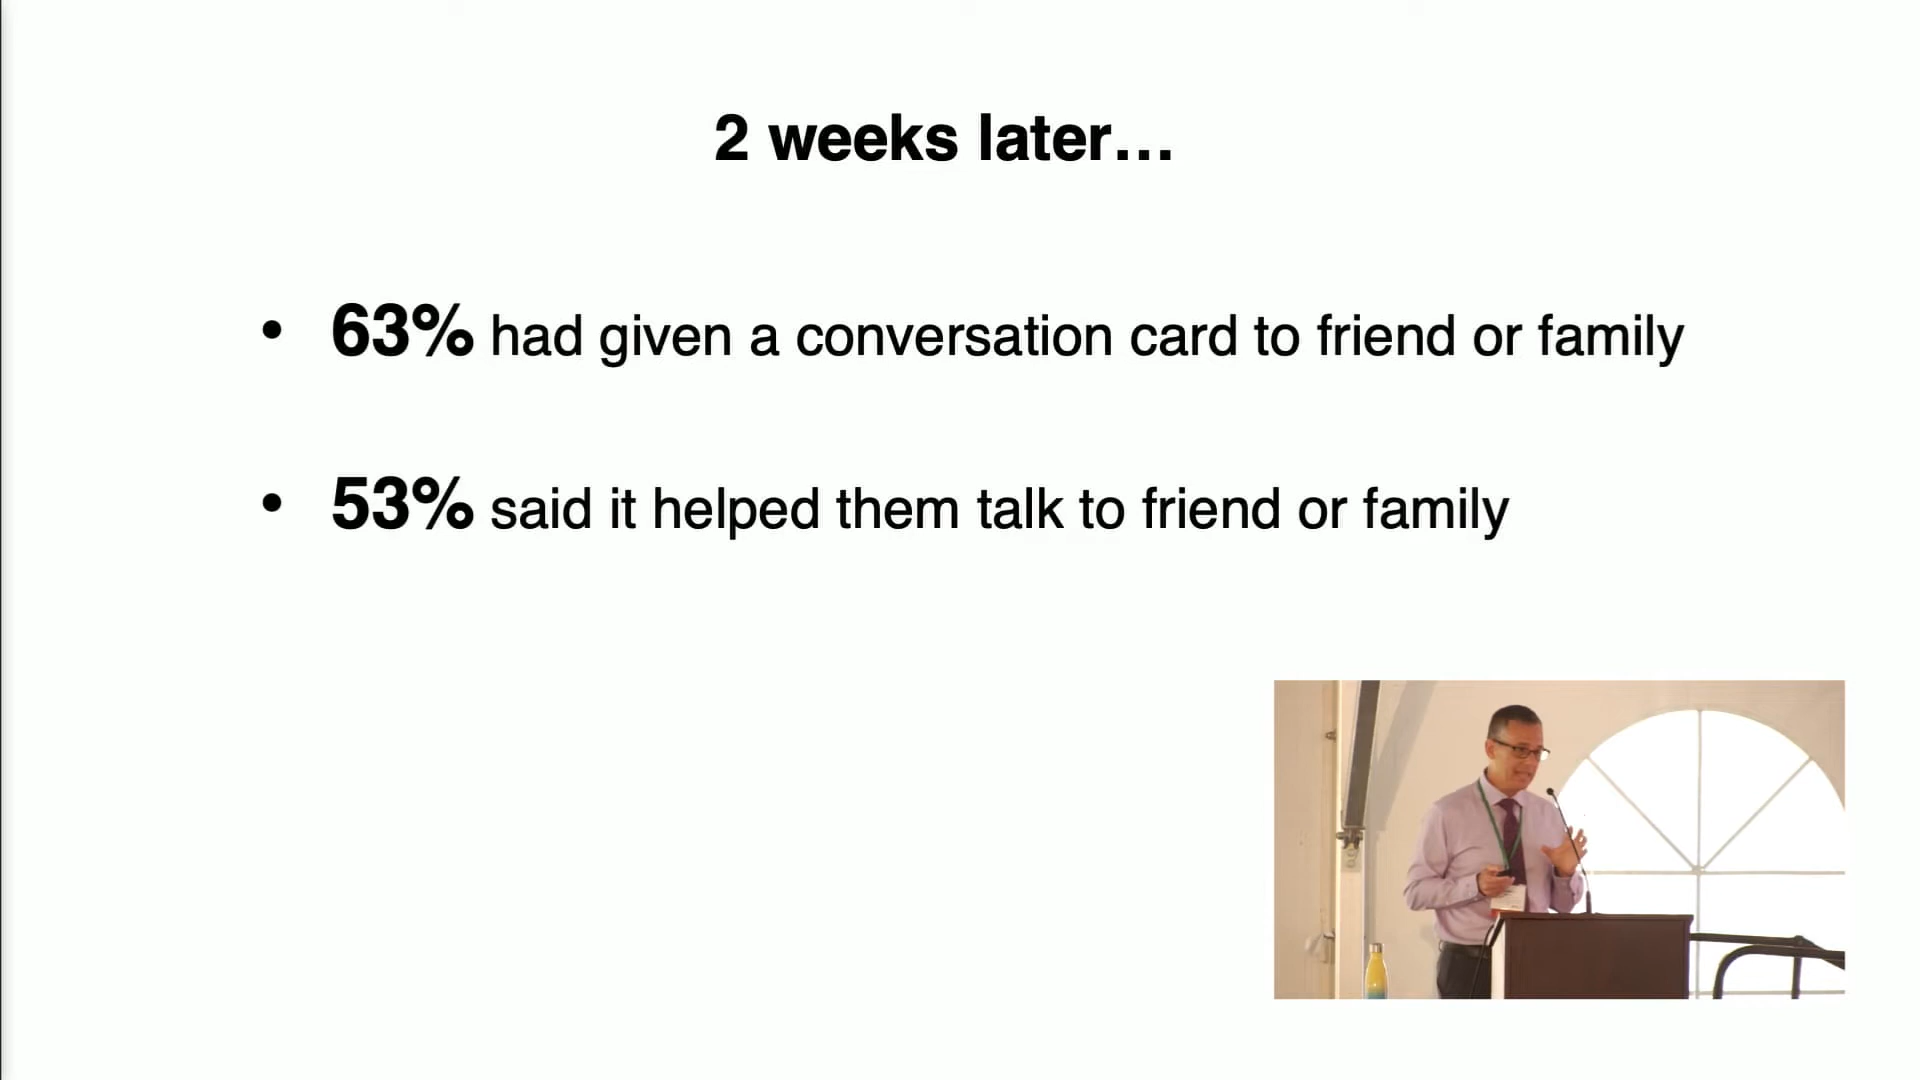 2 weeks later...
• 63% had given a conversation card to friend or family
• 53% said it helped them talk to friend or family